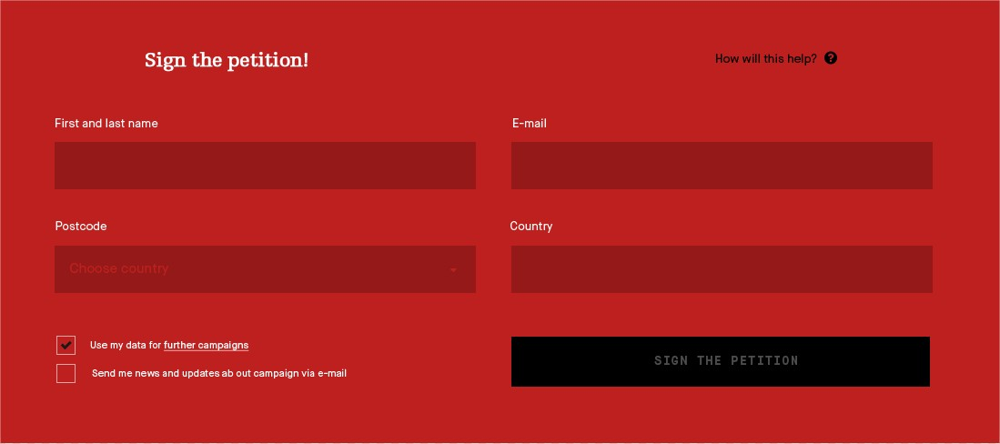 Sign the petition!
How will this help?
First and last name
E-mail
Postcode
Country
Choose country
Use my data for further campaigns
Send me news and updates ab out campaign via e-mail
SIGN THE PETITION